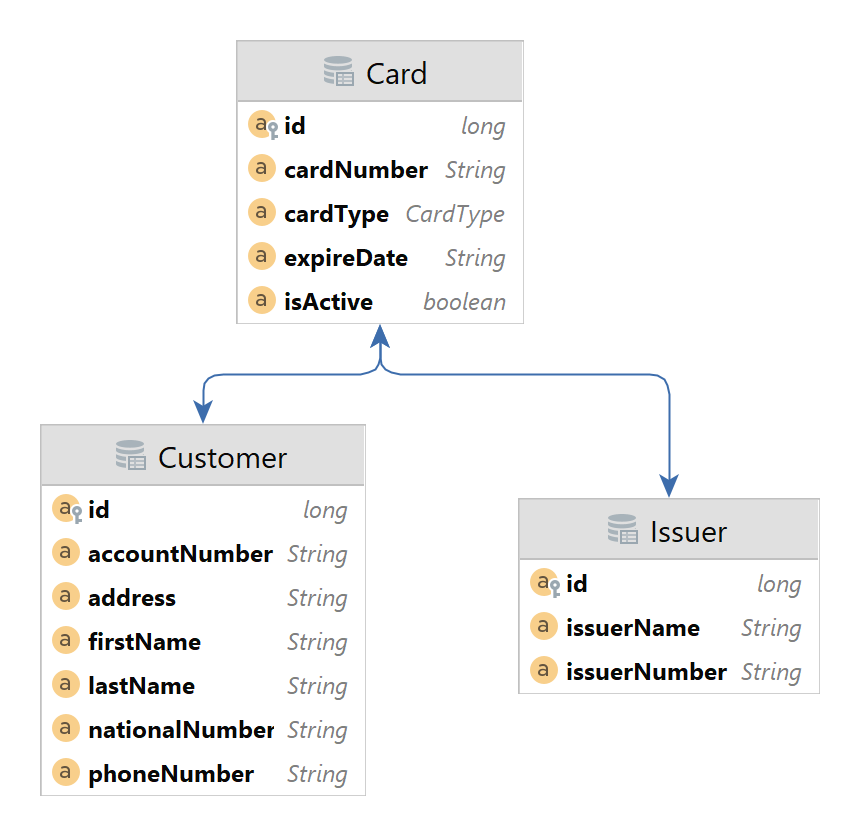 Card
a id long
a cardNumber String
a cardType CardType
a expireDate String
a isActive boolean
Customer
a id long
a accountNumber String
a address String
a firstName String
a lastName String
a nationalNumber String
a phoneNumber String
Issuer
a id long
a issuerName String
a issuerNumber String